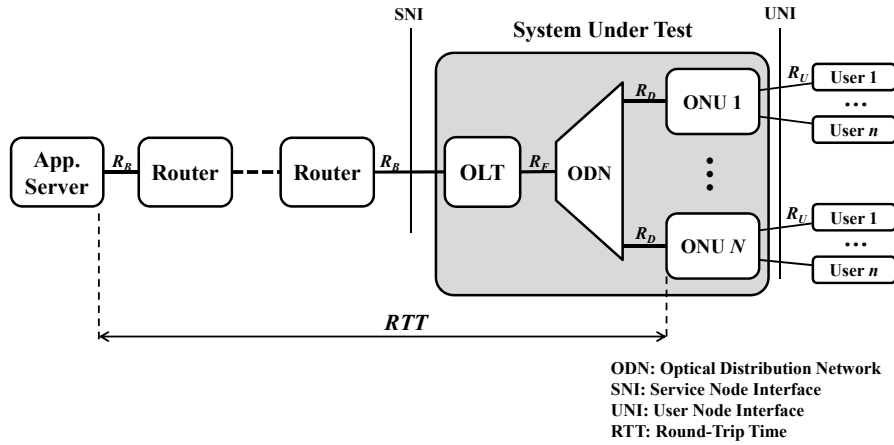 SNI
UNI
System Under Test
App.
Server
R_B
Router
Router
R_B
OLT
R_F
ODN
R_D
ONU 1
R_U
User 1
...
User n
⋮
R_D
ONU N
R_U
User 1
...
User n
RTT
ODN: Optical Distribution Network
SNI: Service Node Interface
UNI: User Node Interface
RTT: Round-Trip Time